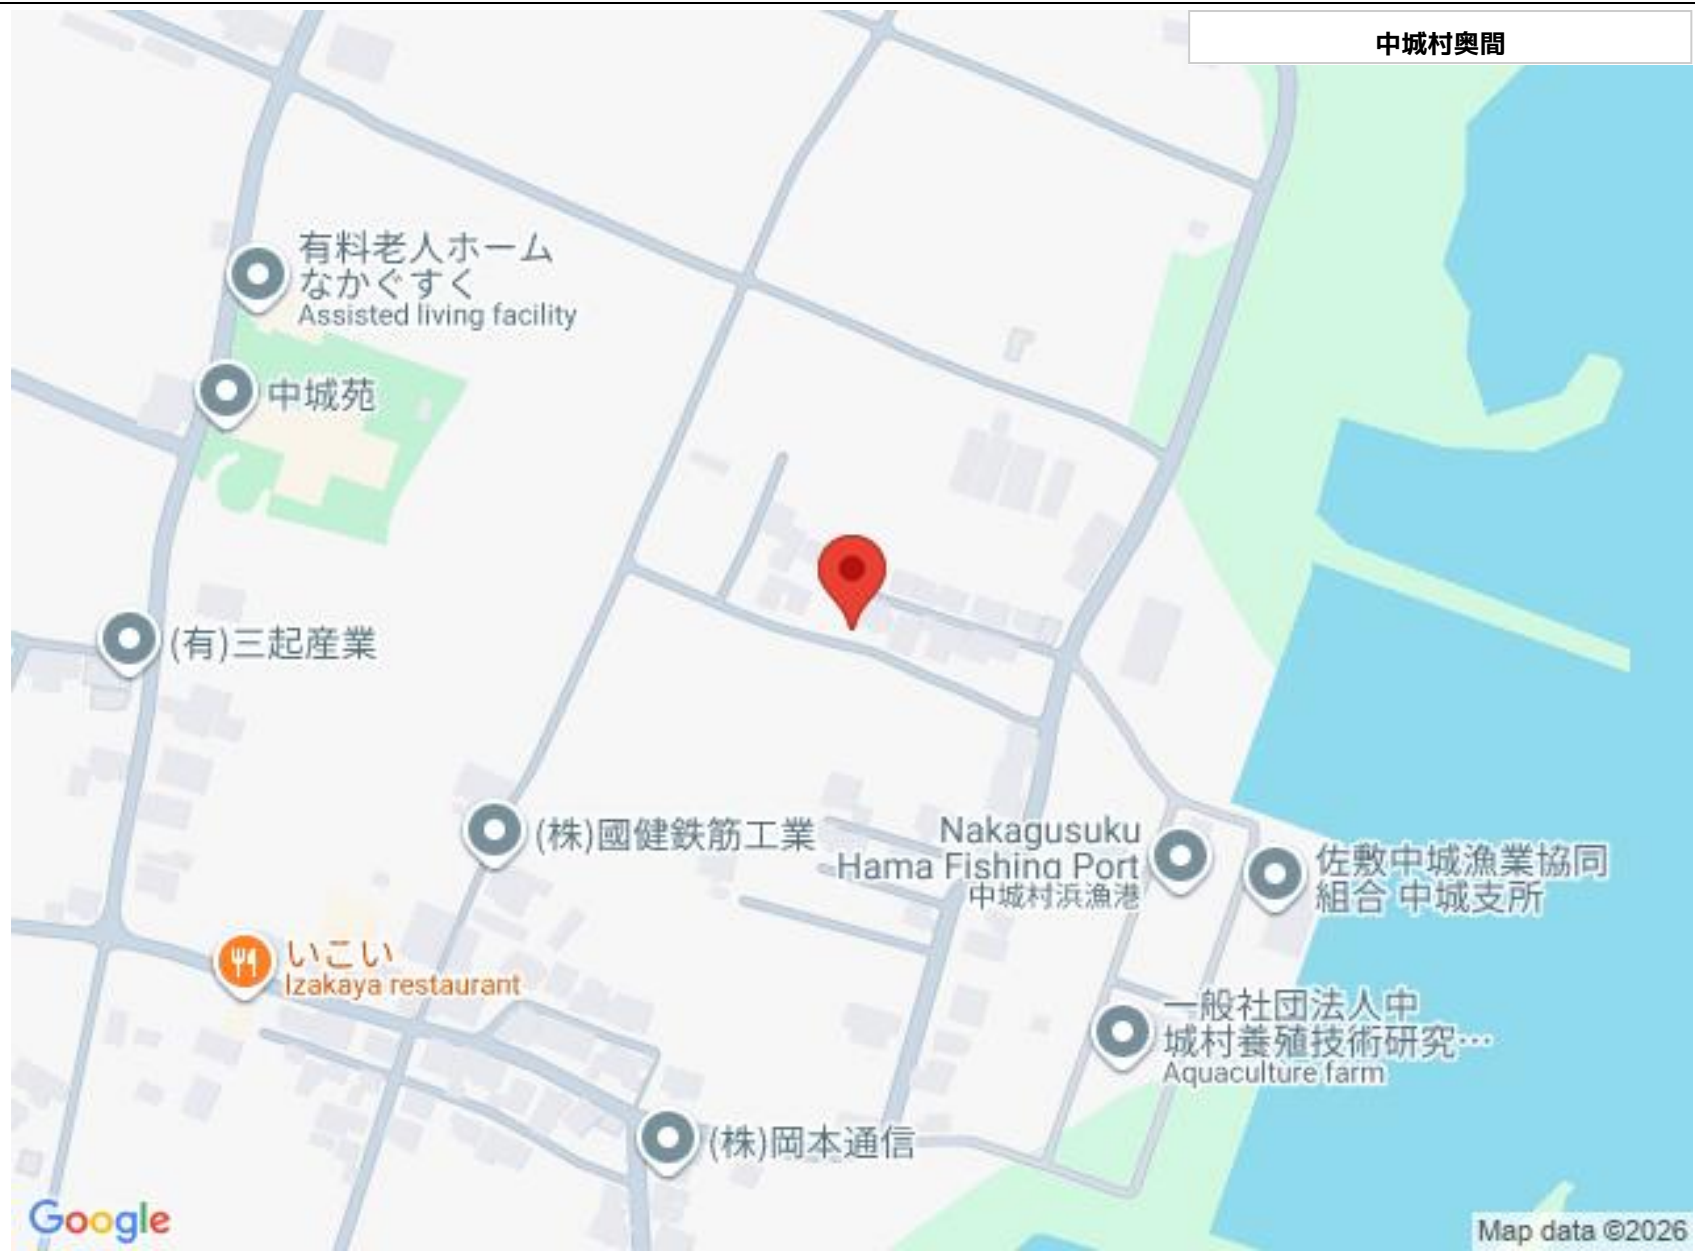 中城村奥間
有料老人ホーム
なかぐすく
Assisted living facility
中城苑
(有)三起産業
(株)國健鉄筋工業
Nakagusuku
Hama Fishing Port
中城村浜漁港
佐敷中城漁業協同
組合 中城支所
いこい
Izakaya restaurant
一般社団法人中
城村養殖技術研究…
Aquaculture farm
(株)岡本通信
Google
Map data ©2026